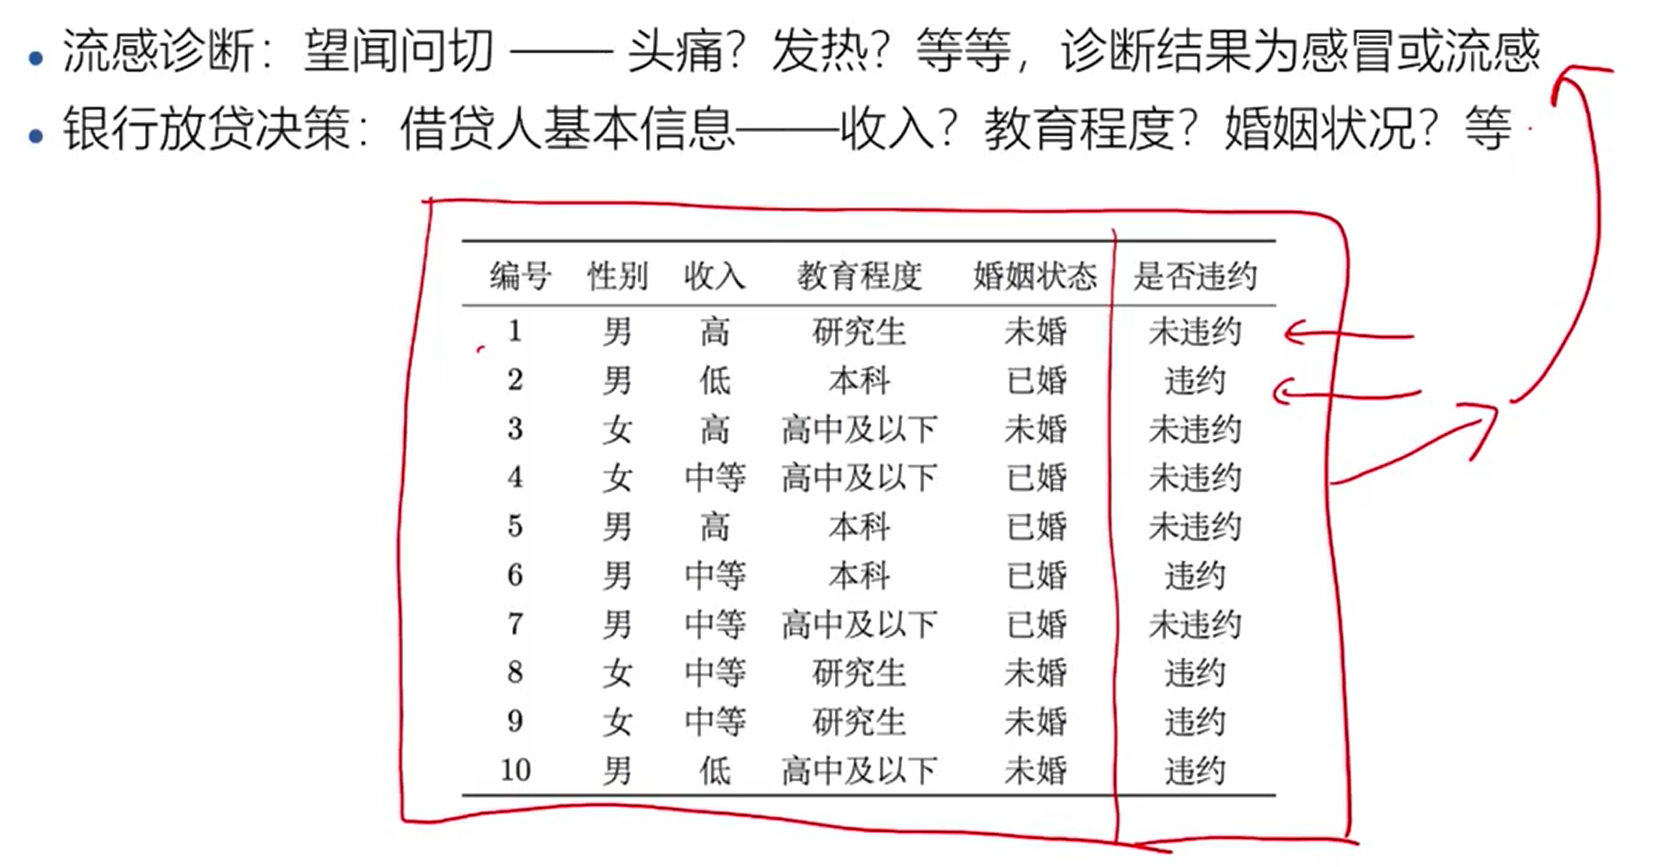 • 流感诊断：望闻问切 —— 头痛？发热？等等，诊断结果为感冒或流感
• 银行放贷决策：借贷人基本信息——收入？教育程度？婚姻状况？等
编号 性别 收入 教育程度 婚姻状态 是否违约
1 男 高 研究生 未婚 未违约
2 男 低 本科 已婚 违约
3 女 高 高中及以下 未婚 未违约
4 女 中等 高中及以下 已婚 未违约
5 男 高 本科 已婚 未违约
6 男 中等 本科 已婚 违约
7 男 中等 高中及以下 已婚 未违约
8 女 中等 研究生 未婚 违约
9 女 中等 研究生 未婚 违约
10 男 低 高中及以下 未婚 违约